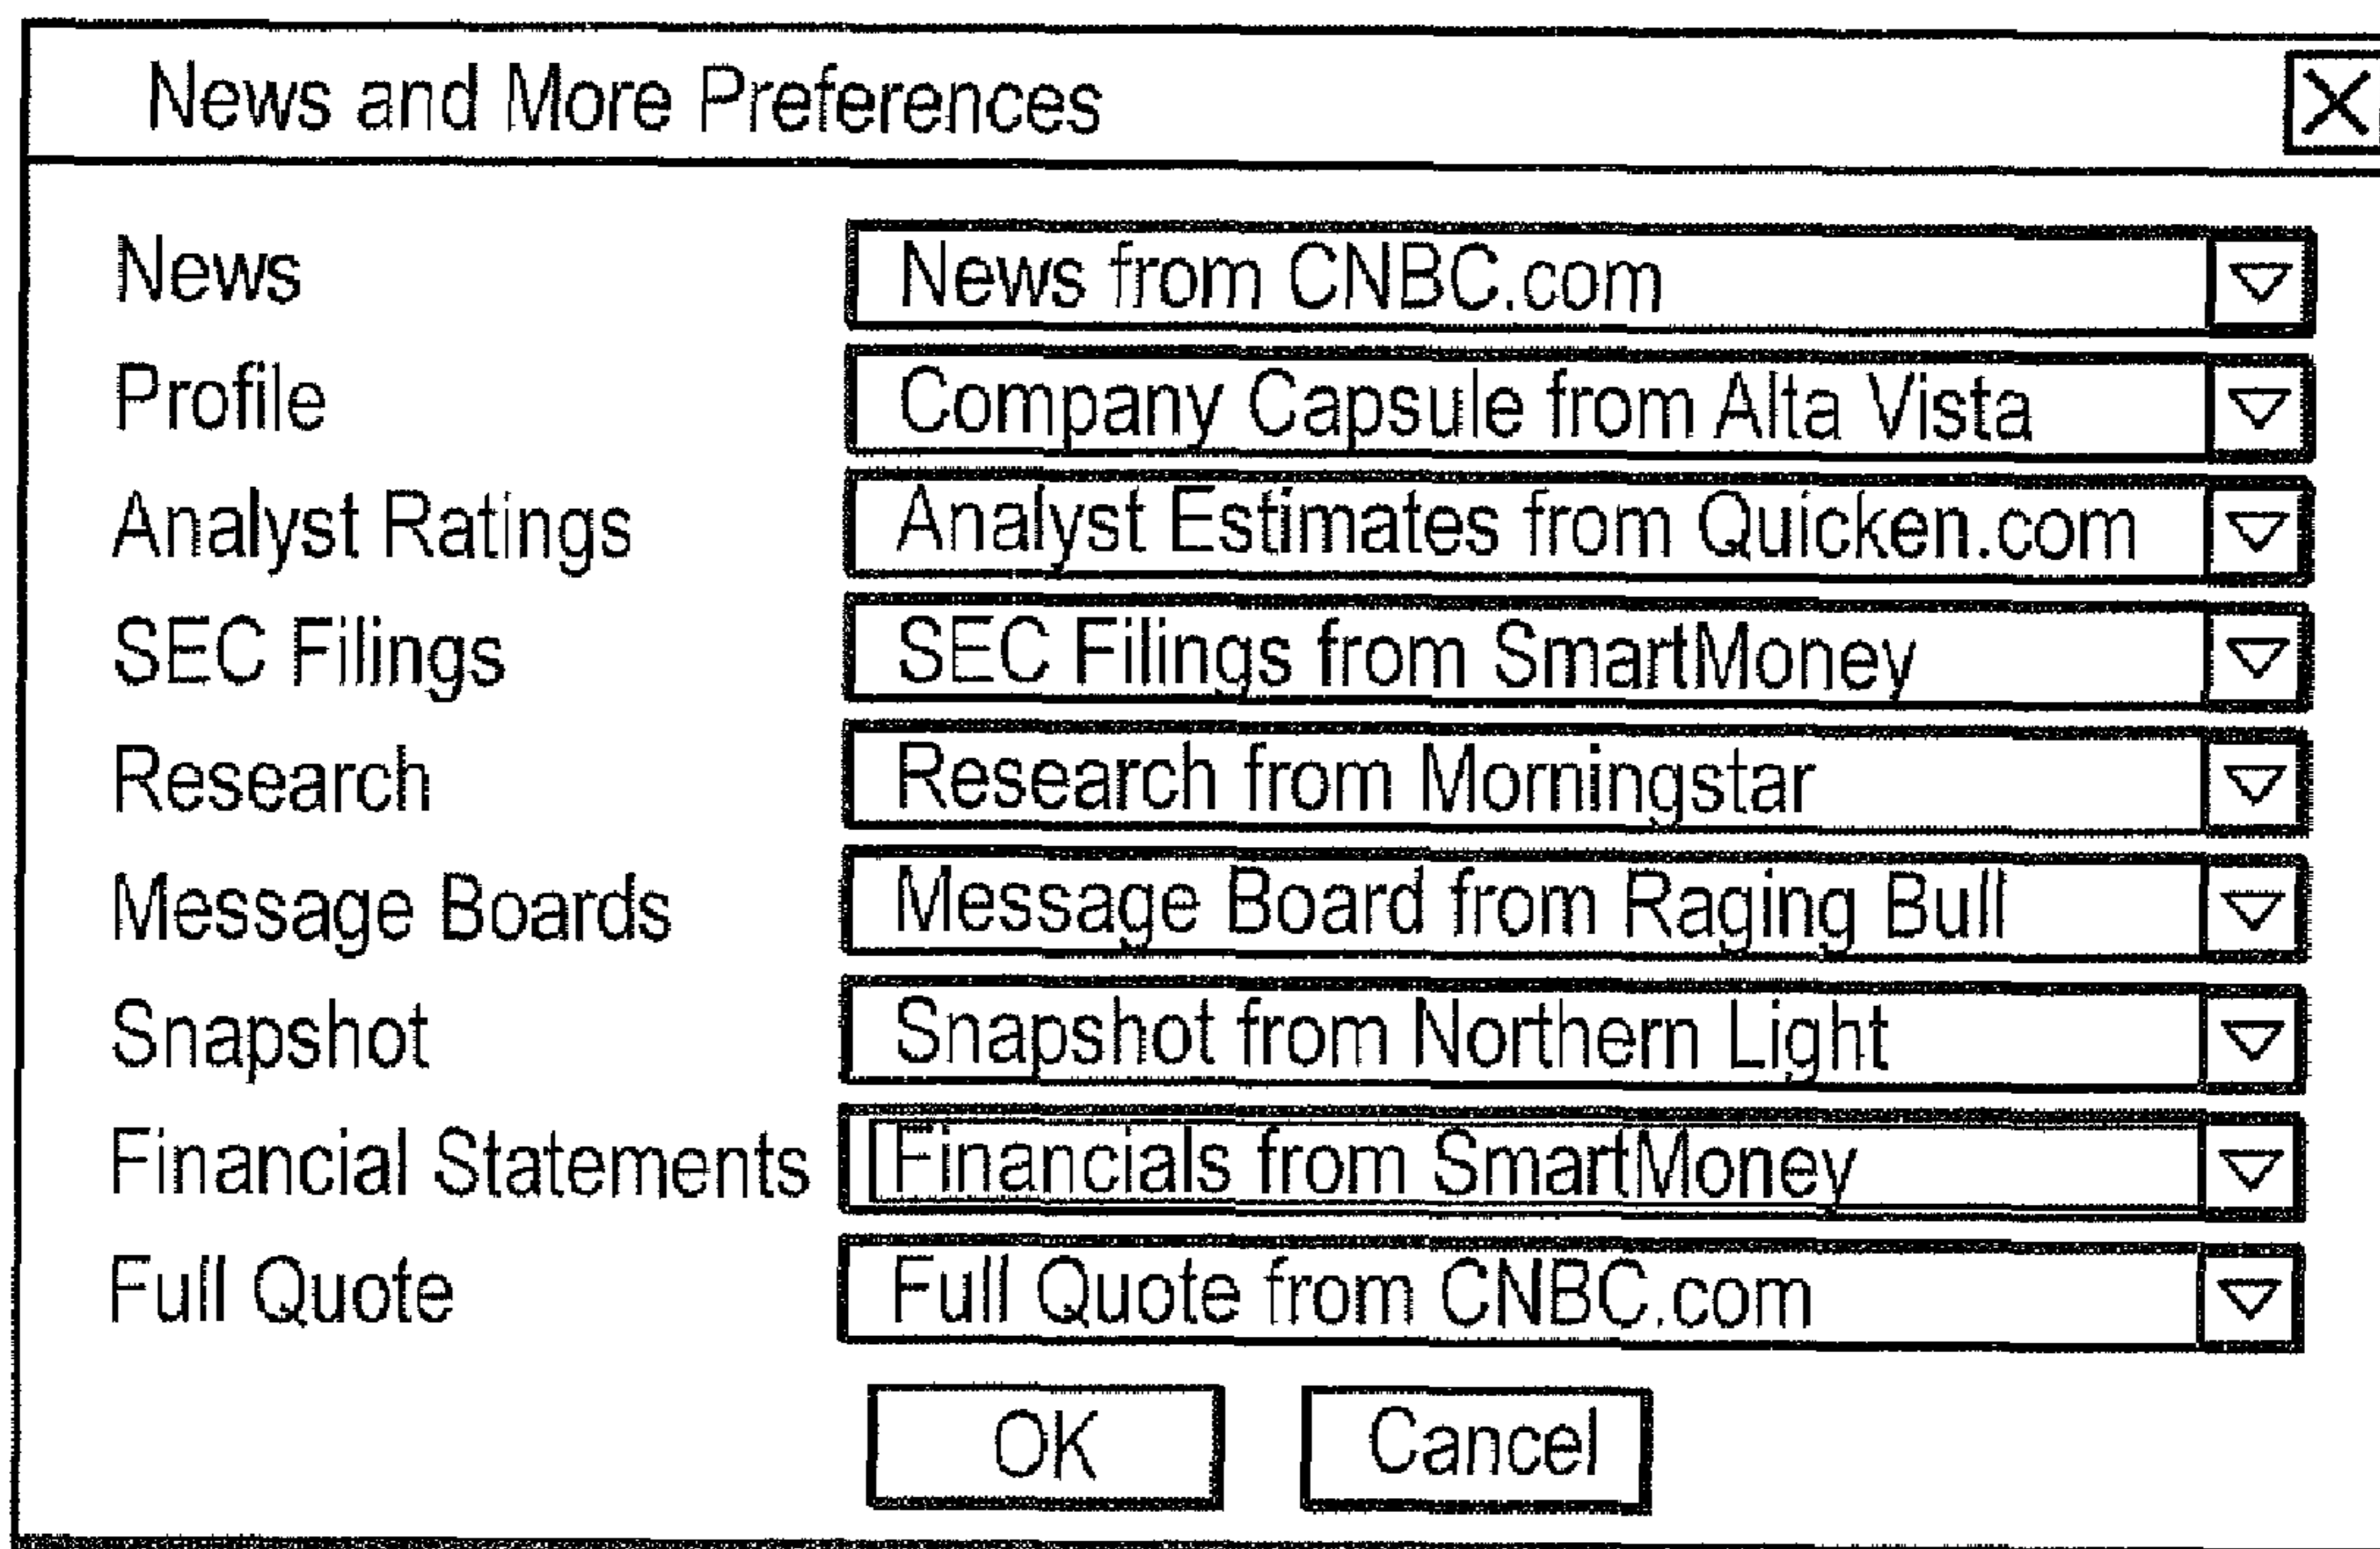 News and More Preferences
News News from CNBC.com
Profile Company Capsule from Alta Vista
Analyst Ratings Analyst Estimates from Quicken.com
SEC Filings SEC Filings from SmartMoney
Research Research from Morningstar
Message Boards Message Board from Raging Bull
Snapshot Snapshot from Northern Light
Financial Statements Financials from SmartMoney
Full Quote Full Quote from CNBC.com
OK Cancel